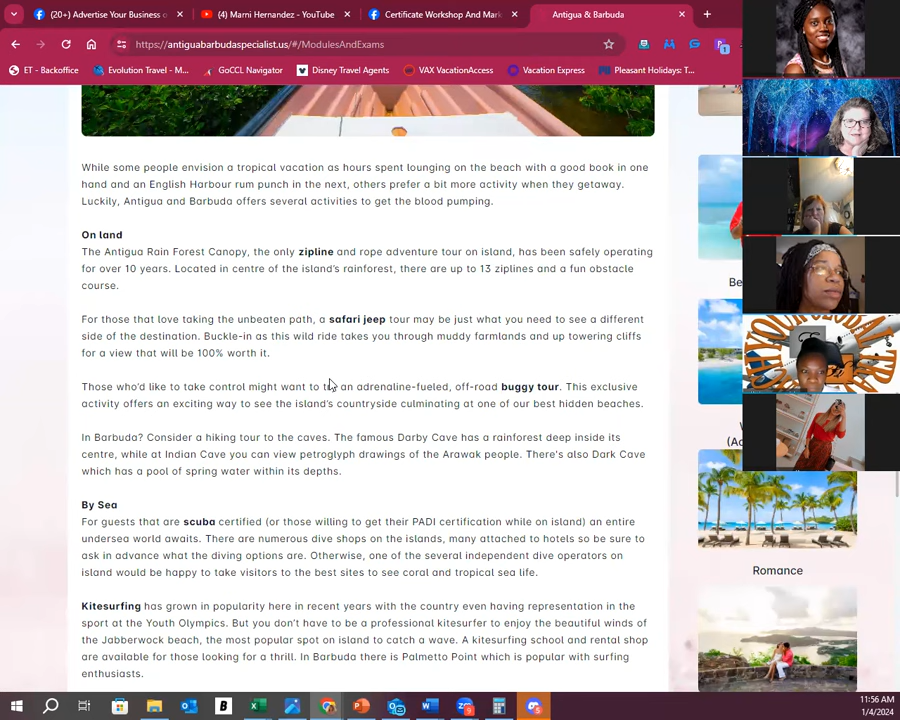 (20+) Advertise Your Business o
(4) Marni Hernandez - YouTube
Certificate Workshop And Mark
Antigua & Barbuda
https://antiguabarbudaspecialist.us/#/ModulesAndExams
ET - Backoffice
Evolution Travel - M...
GoCCL Navigator
Disney Travel Agents
VAX VacationAccess
Vacation Express
Pleasant Holidays: T...
While some people envision a tropical vacation as hours spent lounging on the beach with a good book in one
hand and an English Harbour rum punch in the next, others prefer a bit more activity when they getaway.
Luckily, Antigua and Barbuda offers several activities to get the blood pumping.
On land
The Antigua Rain Forest Canopy, the only zipline and rope adventure tour on island, has been safely operating
for over 10 years. Located in centre of the island's rainforest, there are up to 13 ziplines and a fun obstacle
course.
For those that love taking the unbeaten path, a safari jeep tour may be just what you need to see a different
side of the destination. Buckle-in as this wild ride takes you through muddy farmlands and up towering cliffs
for a view that will be 100% worth it.
Those who'd like to take control might want to try an adrenaline-fueled, off-road buggy tour. This exclusive
activity offers an exciting way to see the island's countryside culminating at one of our best hidden beaches.
In Barbuda? Consider a hiking tour to the caves. The famous Darby Cave has a rainforest deep inside its
centre, while at Indian Cave you can view petroglyph drawings of the Arawak people. There's also Dark Cave
which has a pool of spring water within its depths.
By Sea
For guests that are scuba certified (or those willing to get their PADI certification while on island) an entire
undersea world awaits. There are numerous dive shops on the islands, many attached to hotels so be sure to
ask in advance what the diving options are. Otherwise, one of the several independent dive operators on
island would be happy to take visitors to the best sites to see coral and tropical sea life.
Kitesurfing has grown in popularity here in recent years with the country even having representation in the
sport at the Youth Olympics. But you don't have to be a professional kitesurfer to enjoy the beautiful winds of
the Jabberwock beach, the most popular spot on island to catch a wave. A kitesurfing school and rental shop
are available for those looking for a thrill. In Barbuda there is Palmetto Point which is popular with surfing
enthusiasts.
Be
(A
Romance
11:56 AM
1/4/2024